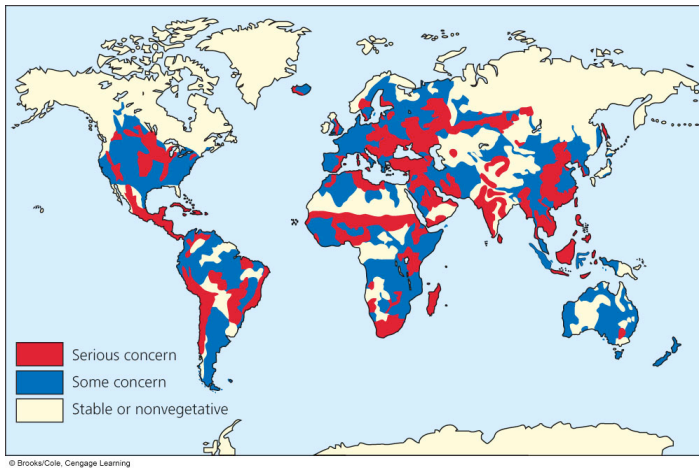 Serious concern
Some concern
Stable or nonvegetative
© Brooks/Cole, Cengage Learning